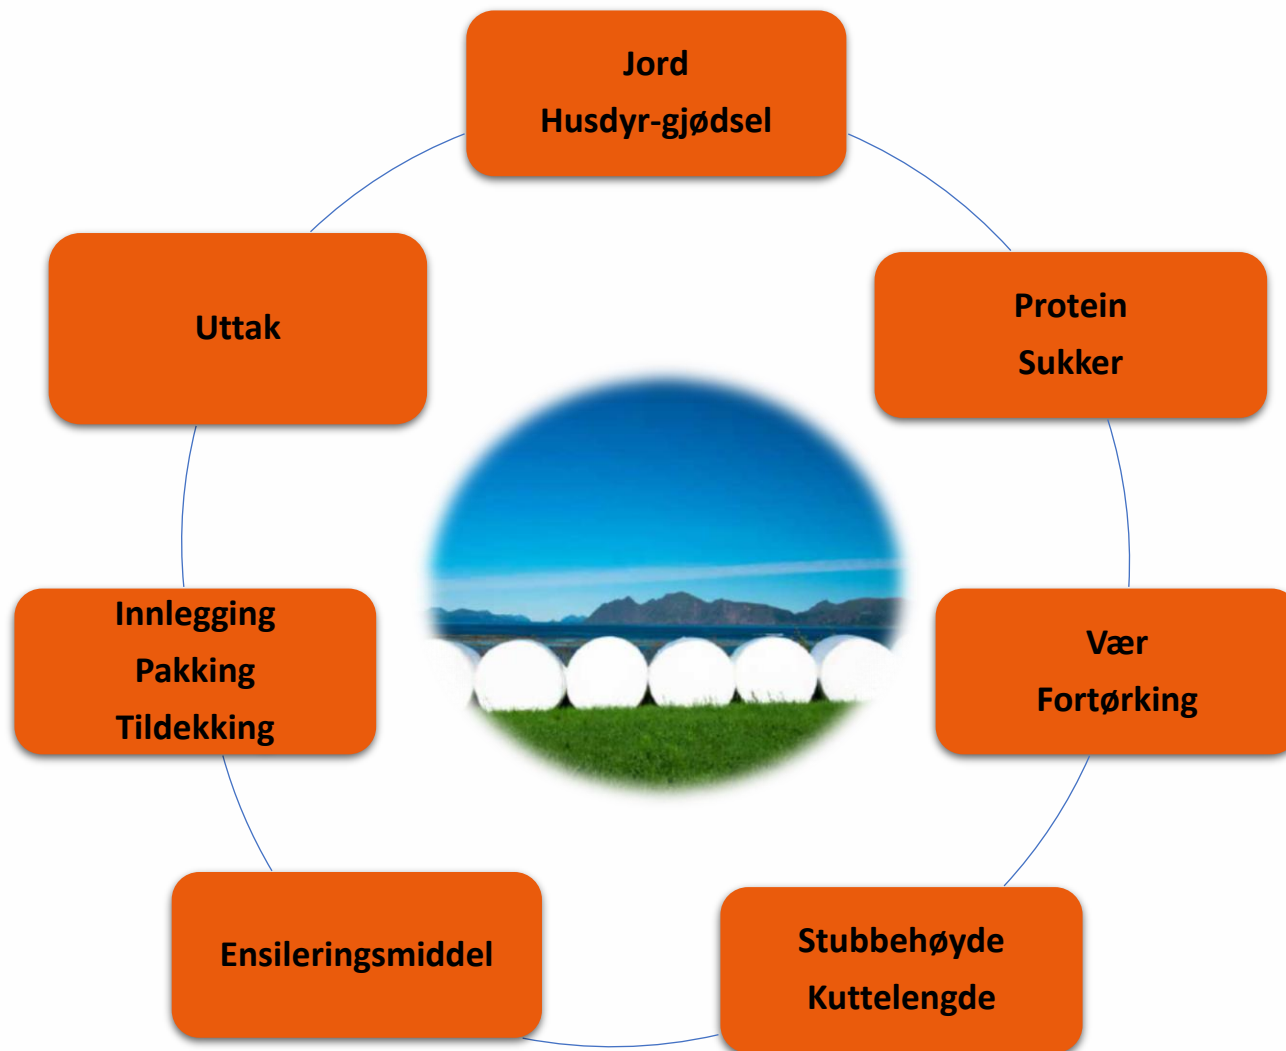 Jord
Husdyr-gjødsel
Protein
Sukker
Vær
Fortørking
Stubbehøyde
Kuttelengde
Ensileringsmiddel
Innlegging
Pakking
Tildekking
Uttak